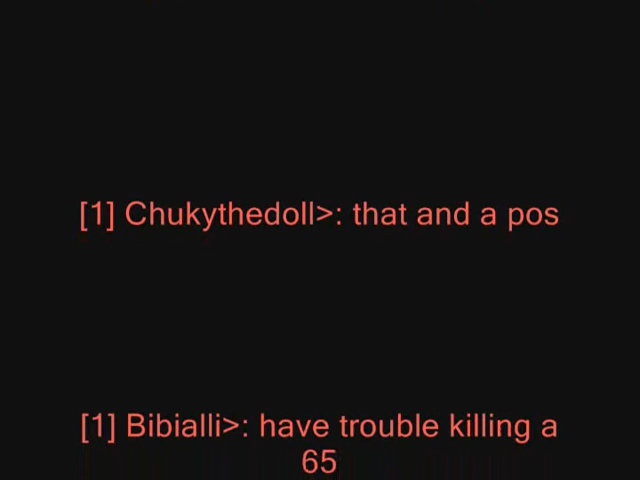 [1] Chukythedoll>: that and a pos
[1] Bibialli>: have trouble killing a
65